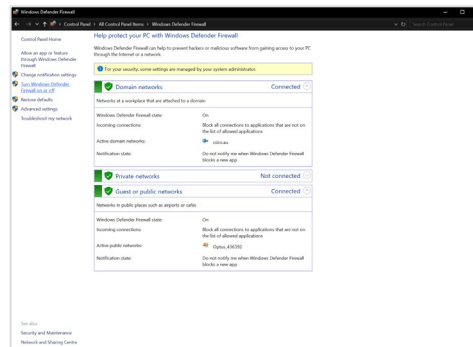 Windows Defender Firewall
Control Panel > All Control Panel Items > Windows Defender Firewall
Search Control Panel
Control Panel Home
Allow an app or feature
through Windows Defender
Firewall
Change notification settings
Turn Windows Defender
Firewall on or off
Restore defaults
Advanced settings
Troubleshoot my network
Help protect your PC with Windows Defender Firewall
Windows Defender Firewall can help to prevent hackers or malicious software from gaining access to your PC
through the Internet or a network.
For your security, some settings are managed by your system administrator.
Domain networks Connected
Networks at a workplace that are attached to a domain
Windows Defender Firewall state: On
Incoming connections: Block all connections to applications that are not on
the list of allowed applications
Active domain networks:
Notification state: Do not notify me when Windows Defender Firewall
blocks a new app
Private networks Not connected
Guest or public networks Connected
Networks in public places such as airports or cafés
Windows Defender Firewall state: On
Incoming connections: Block all connections to applications that are not on
the list of allowed applications
Active public networks: Optus_436392
Notification state: Do not notify me when Windows Defender Firewall
blocks a new app
See also
Security and Maintenance
Network and Sharing Centre